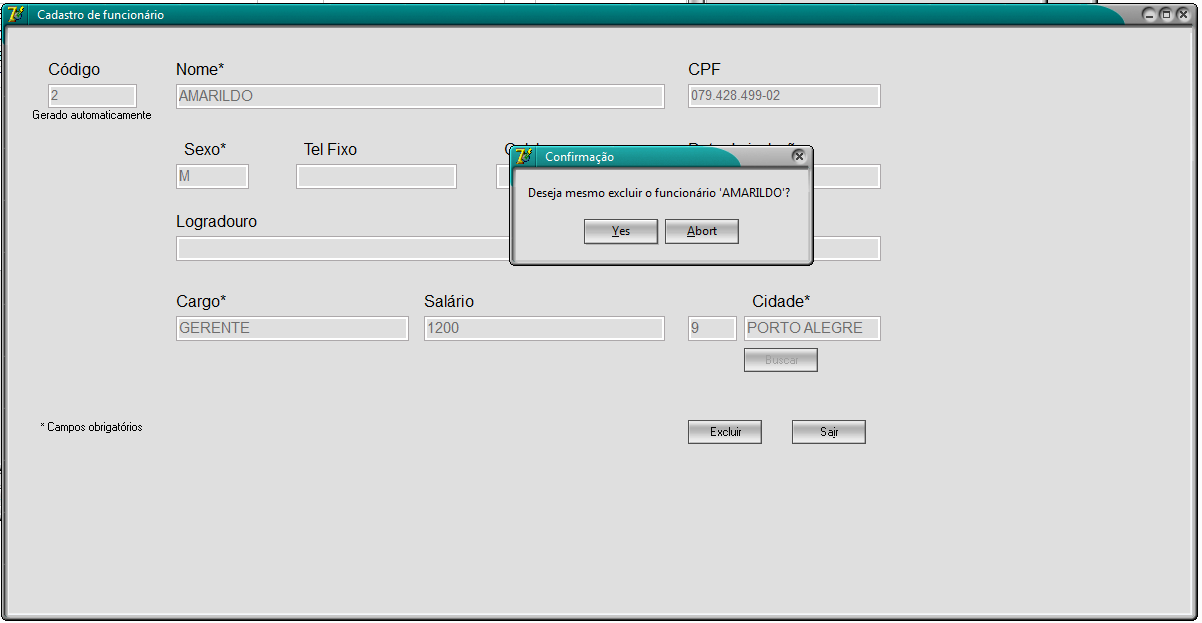 Cadastro de funcionário
Código
Nome*
CPF
2
AMARILDO
079.428.499-02
Gerado automaticamente
Sexo*
Tel Fixo
M
Confirmação
Deseja mesmo excluir o funcionário 'AMARILDO'?
Yes
Abort
Logradouro
Cargo*
Salário
Cidade*
GERENTE
1200
9
PORTO ALEGRE
Buscar
* Campos obrigatórios
Excluir
Sair